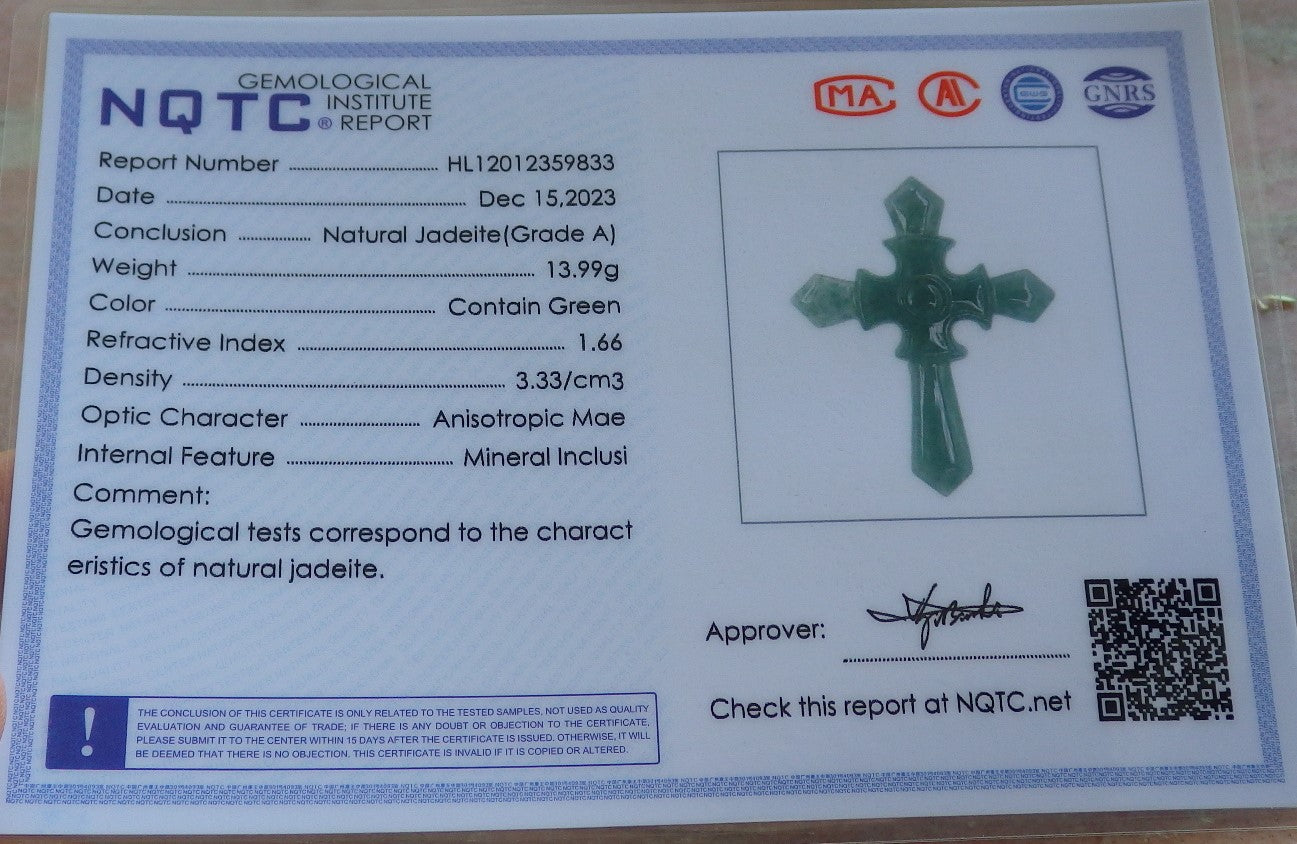 GEMOLOGICAL
NQTC® INSTITUTE
REPORT
MA
GNRS
Report Number HL12012359833
Date Dec 15,2023
Conclusion Natural Jadeite(Grade A)
Weight 13.99g
Color Contain Green
Refractive Index 1.66
Density 3.33/cm3
Optic Character Anisotropic Mae
Internal Feature Mineral Inclusi
Comment:
Gemological tests correspond to the charact
eristics of natural jadeite.
Approver:
Check this report at NQTC.net
! THE CONCLUSION OF THIS CERTIFICATE IS ONLY RELATED TO THE TESTED SAMPLES, NOT USED AS QUALITY
EVALUATION AND GUARANTEE OF TRADE; IF THERE IS ANY DOUBT OR OBJECTION TO THE CERTIFICATE,
PLEASE SUBMIT IT TO THE CENTER WITHIN 15 DAYS AFTER THE CERTIFICATE IS ISSUED. OTHERWISE, IT WILL
BE DEEMED THAT THERE IS NO OBJECTION. THIS CERTIFICATE IS INVALID IF IT IS COPIED OR ALTERED.